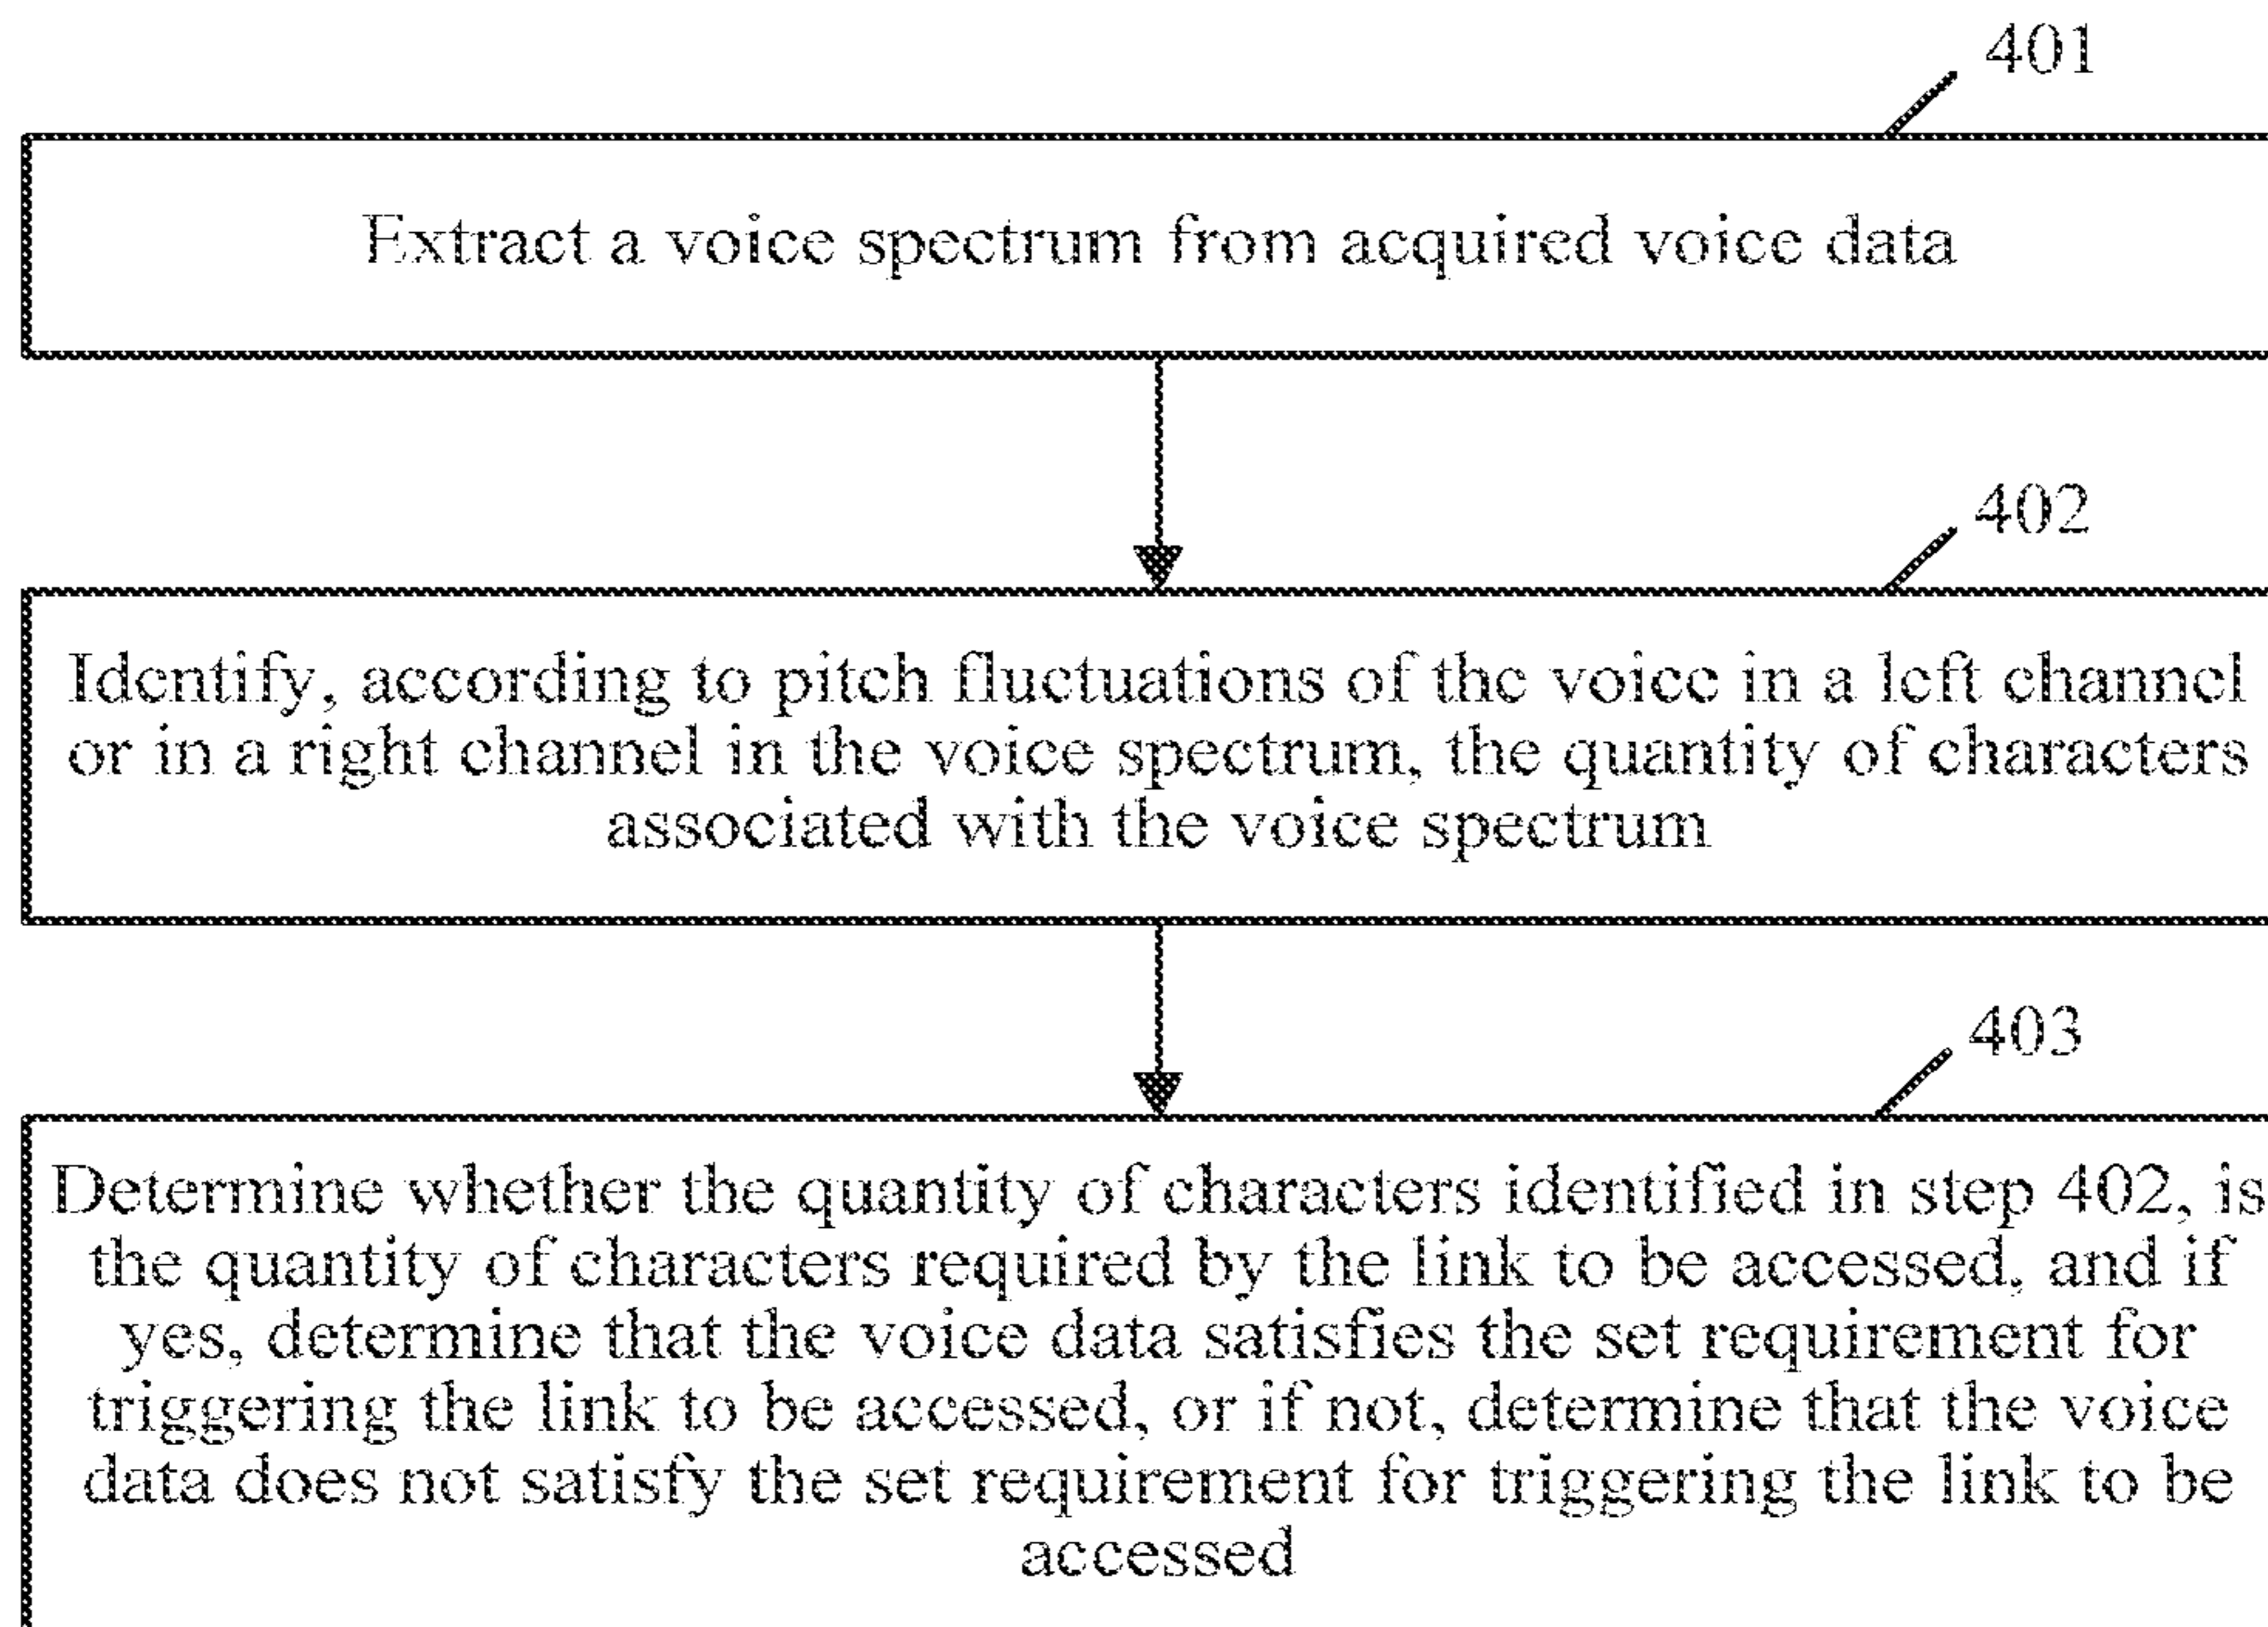 401
Extract a voice spectrum from acquired voice data
402
Identify, according to pitch fluctuations of the voice in a left channel
or in a right channel in the voice spectrum, the quantity of characters
associated with the voice spectrum
403
Determine whether the quantity of characters identified in step 402, is
the quantity of characters required by the link to be accessed, and if
yes, determine that the voice data satisfies the set requirement for
triggering the link to be accessed, or if not, determine that the voice
data does not satisfy the set requirement for triggering the link to be
accessed